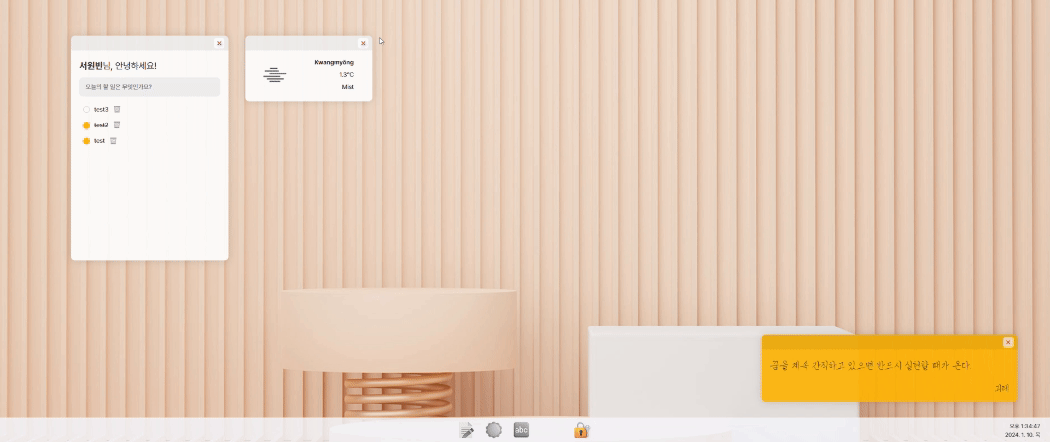 서원빈님, 안녕하세요!
오늘의 할 일은 무엇인가요?
test3
test2
test
Kwangmyŏng
1.3°C
Mist
꿈을 계속 간직하고 있으면 반드시 실현할 때가 온다
괴테
abc
오후 1:34:47
2024. 1. 10. 목